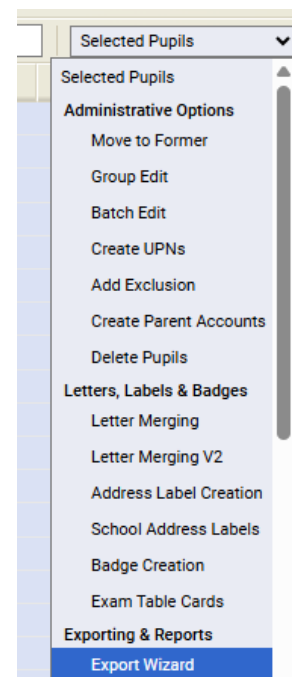 Selected Pupils
Selected Pupils
Administrative Options
Move to Former
Group Edit
Batch Edit
Create UPNs
Add Exclusion
Create Parent Accounts
Delete Pupils
Letters, Labels & Badges
Letter Merging
Letter Merging V2
Address Label Creation
School Address Labels
Badge Creation
Exam Table Cards
Exporting & Reports
Export Wizard